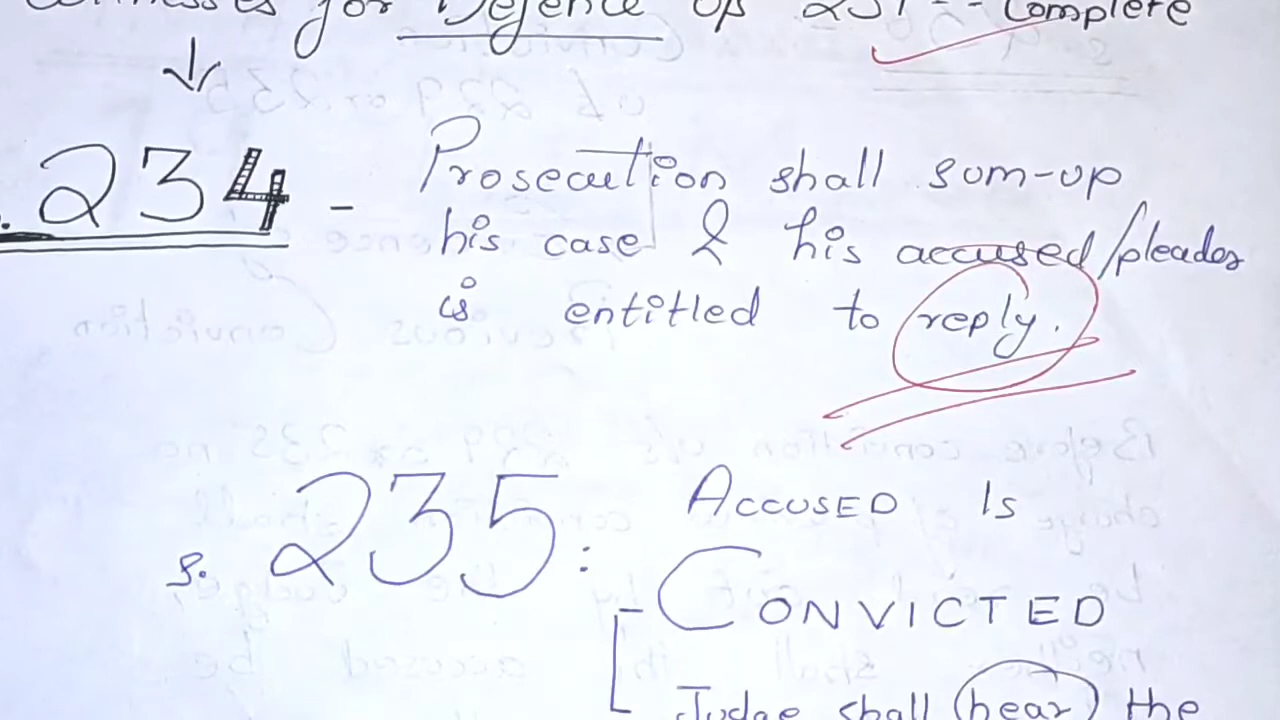 for Defence op 231 - - Complete
↓
234 - Prosecution shall sum-up
his case & his accused/pleader
is entitled to reply.
s. 235: Accused Is
Convicted
Judge shall hear the